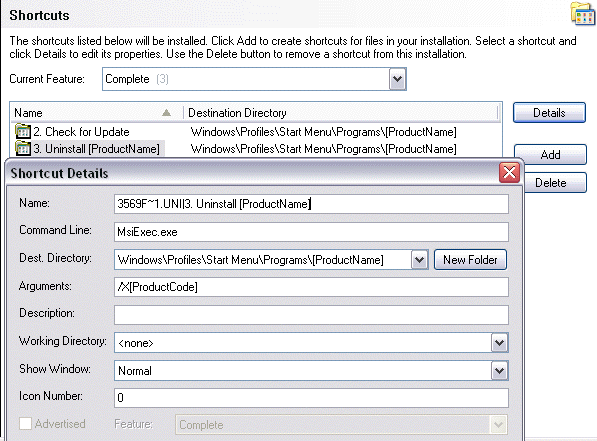 Shortcuts
The shortcuts listed below will be installed. Click Add to create shortcuts for files in your installation. Select a shortcut and
click Details to edit its properties. Use the Delete button to remove a shortcut from this installation.
Current Feature: Complete (3)
Name Destination Directory
2. Check for Update Windows\Profiles\Start Menu\Programs\[ProductName]
3. Uninstall [ProductName] Windows\Profiles\Start Menu\Programs\[ProductName]
Details
Add
Delete
Shortcut Details
Name: 3569F~1.UNI|3. Uninstall [ProductName]
Command Line: MsiExec.exe
Dest. Directory: Windows\Profiles\Start Menu\Programs\[ProductName] New Folder
Arguments: /X[ProductCode]
Description:
Working Directory: <none>
Show Window: Normal
Icon Number: 0
Advertised Feature: Complete